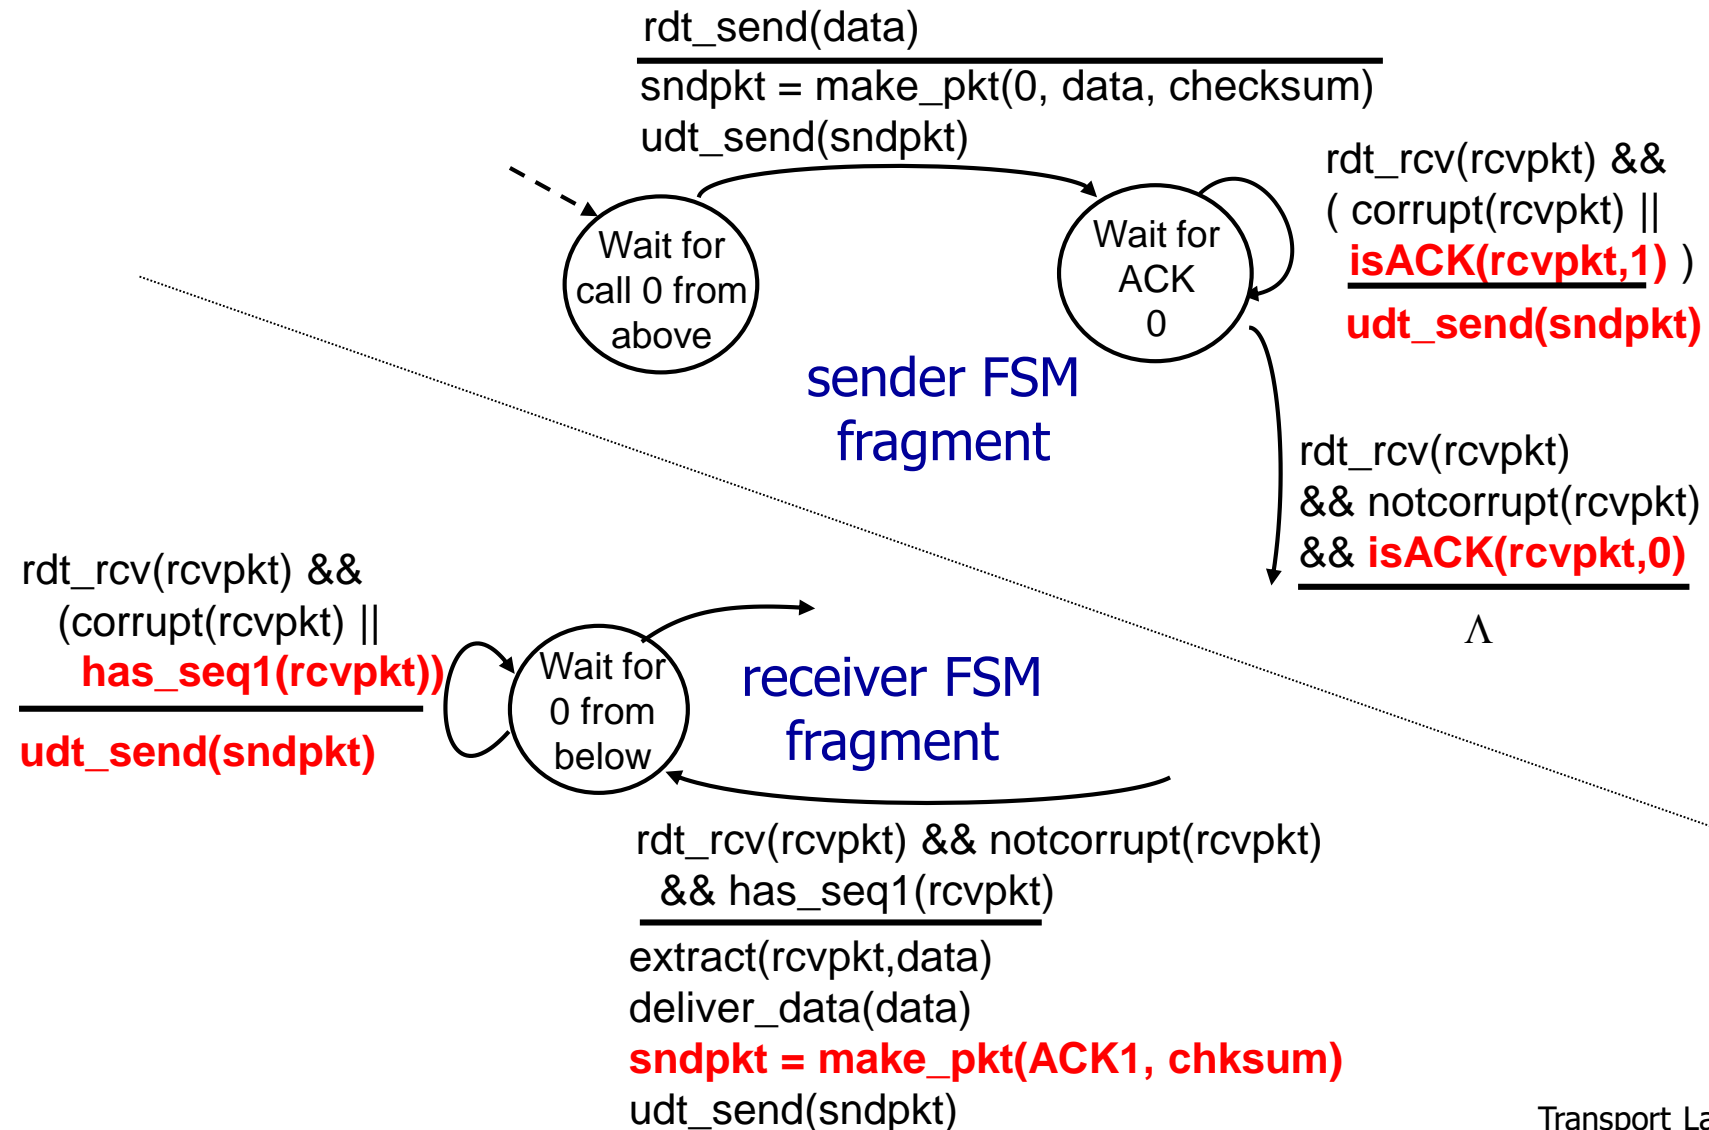 rdt_send(data)
sndpkt = make_pkt(0, data, checksum)
udt_send(sndpkt)
rdt_rcv(rcvpkt) &&
( corrupt(rcvpkt) ||
isACK(rcvpkt,1) )
udt_send(sndpkt)
Wait for
call 0 from
above
Wait for
ACK
0
sender FSM
fragment
rdt_rcv(rcvpkt)
&& notcorrupt(rcvpkt)
&& isACK(rcvpkt,0)
Λ
rdt_rcv(rcvpkt) &&
(corrupt(rcvpkt) ||
has_seq1(rcvpkt))
udt_send(sndpkt)
Wait for
0 from
below
receiver FSM
fragment
rdt_rcv(rcvpkt) && notcorrupt(rcvpkt)
&& has_seq1(rcvpkt)
extract(rcvpkt,data)
deliver_data(data)
sndpkt = make_pkt(ACK1, chksum)
udt_send(sndpkt)
Transport La